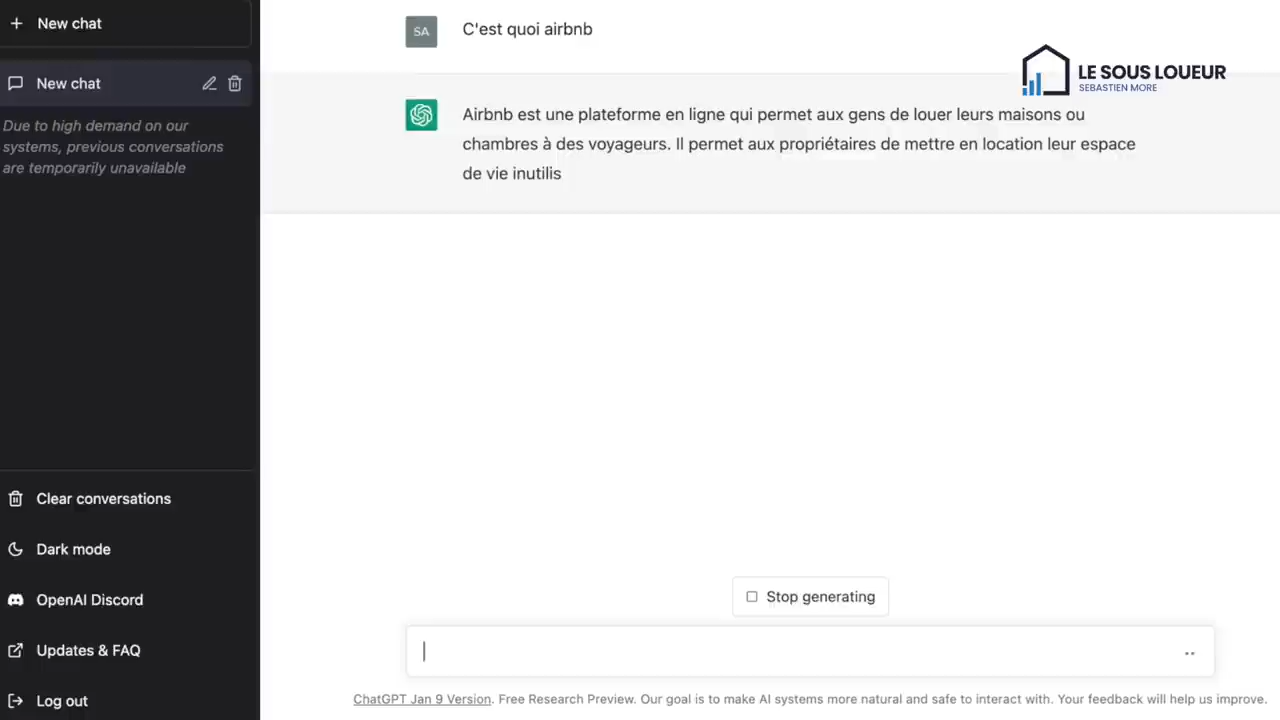 New chat
New chat
Due to high demand on our
systems, previous conversations
are temporarily unavailable
Clear conversations
Dark mode
OpenAI Discord
Updates & FAQ
Log out
SA
C'est quoi airbnb
LE SOUS LOUEUR
SEBASTIEN MORE
Airbnb est une plateforme en ligne qui permet aux gens de louer leurs maisons ou
chambres à des voyageurs. Il permet aux propriétaires de mettre en location leur espace
de vie inutilis
Stop generating
ChatGPT Jan 9 Version. Free Research Preview. Our goal is to make AI systems more natural and safe to interact with. Your feedback will help us improve.